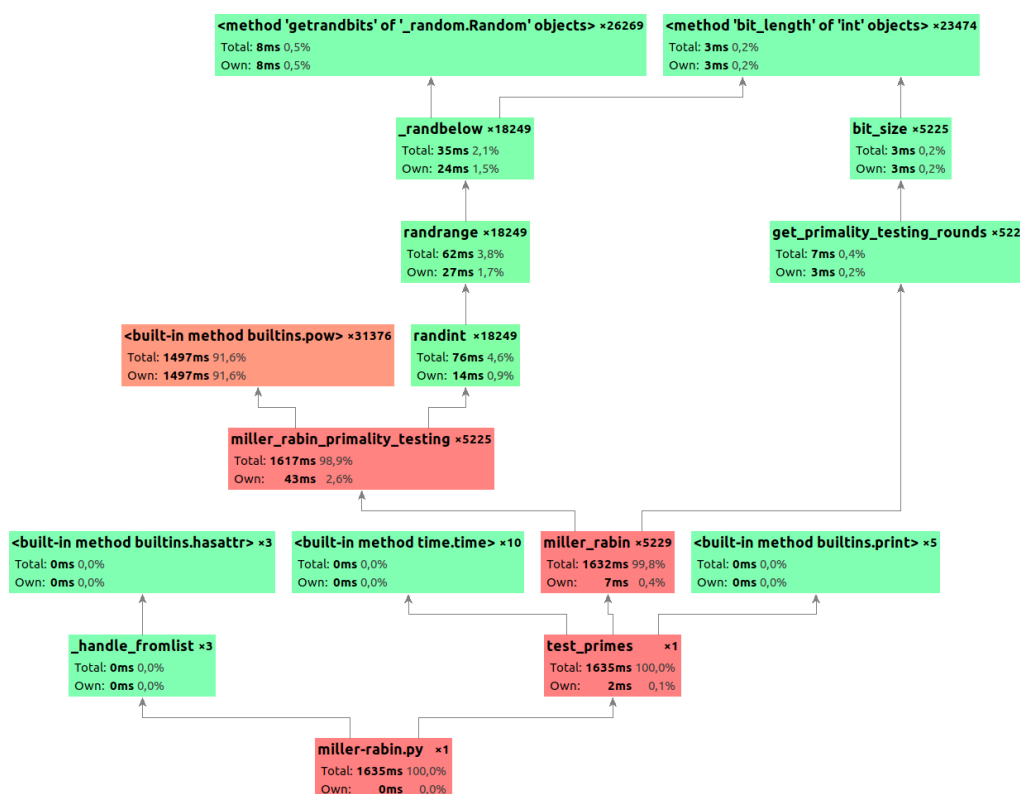 <method 'getrandbits' of '_random.Random' objects> ×26269
Total: 8ms 0,5%
Own: 8ms 0,5%
<method 'bit_length' of 'int' objects> ×23474
Total: 3ms 0,2%
Own: 3ms 0,2%
_randbelow ×18249
Total: 35ms 2,1%
Own: 24ms 1,5%
bit_size ×5225
Total: 3ms 0,2%
Own: 3ms 0,2%
randrange ×18249
Total: 62ms 3,8%
Own: 27ms 1,7%
get_primality_testing_rounds ×522
Total: 7ms 0,4%
Own: 3ms 0,2%
<built-in method builtins.pow> ×31376
Total: 1497ms 91,6%
Own: 1497ms 91,6%
randint ×18249
Total: 76ms 4,6%
Own: 14ms 0,9%
miller_rabin_primality_testing ×5225
Total: 1617ms 98,9%
Own: 43ms 2,6%
<built-in method builtins.hasattr> ×3
Total: 0ms 0,0%
Own: 0ms 0,0%
<built-in method time.time> ×10
Total: 0ms 0,0%
Own: 0ms 0,0%
miller_rabin ×5229
Total: 1632ms 99,8%
Own: 7ms 0,4%
<built-in method builtins.print> ×5
Total: 0ms 0,0%
Own: 0ms 0,0%
_handle_fromlist ×3
Total: 0ms 0,0%
Own: 0ms 0,0%
test_primes ×1
Total: 1635ms 100,0%
Own: 2ms 0,1%
miller-rabin.py ×1
Total: 1635ms 100,0%
Own: 0ms 0,0%